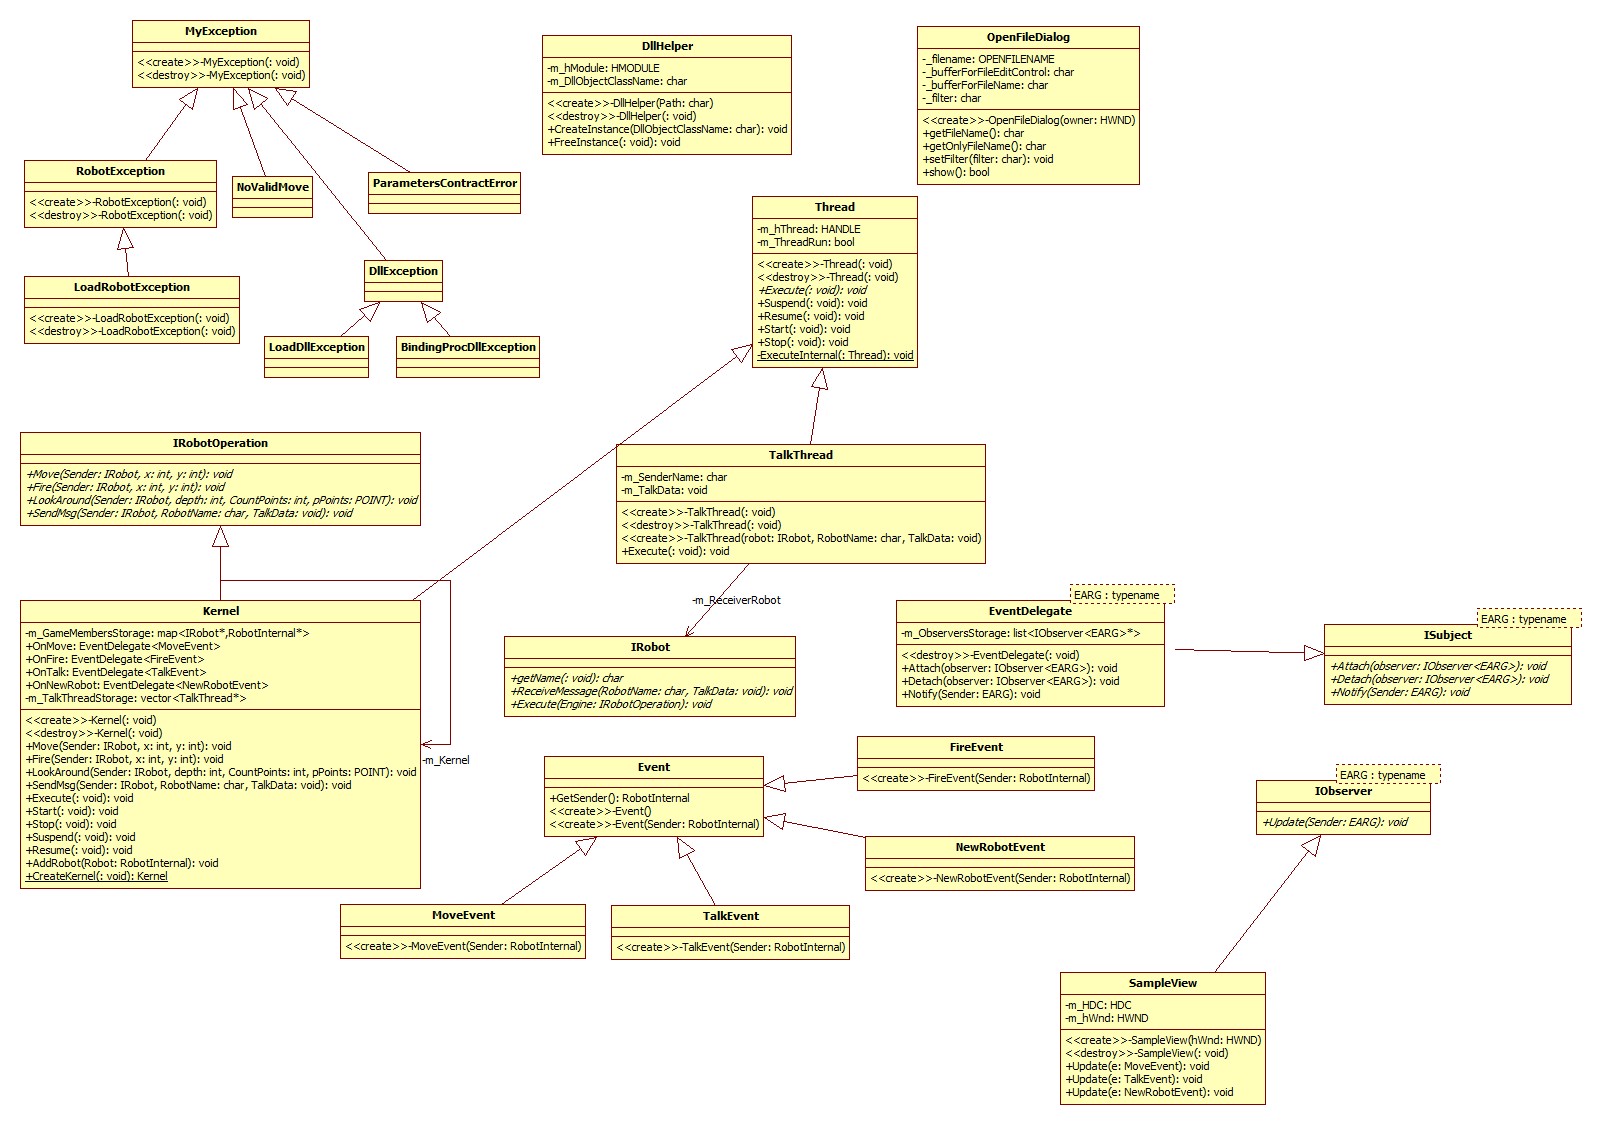 MyException
<<create>>-MyException(: void)
<<destroy>>-MyException(: void)
DllHelper
-m_hModule: HMODULE
-m_DllObjectClassName: char
<<create>>-DllHelper(Path: char)
<<destroy>>-DllHelper(: void)
+CreateInstance(DllObjectClassName: char): void
+FreeInstance(: void): void
OpenFileDialog
-_filename: OPENFILENAME
-_bufferForFileEditControl: char
-_bufferForFileName: char
-_filter: char
<<create>>-OpenFileDialog(owner: HWND)
+getFileName(): char
+getOnlyFileName(): char
+setFilter(filter: char): void
+show(): bool
RobotException
<<create>>-RobotException(: void)
<<destroy>>-RobotException(: void)
NoValidMove
ParametersContractError
Thread
-m_hThread: HANDLE
-m_ThreadRun: bool
<<create>>-Thread(: void)
<<destroy>>-Thread(: void)
+Execute(: void): void
+Suspend(: void): void
+Resume(: void): void
+Start(: void): void
+Stop(: void): void
-ExecuteInternal(: Thread): void
LoadRobotException
<<create>>-LoadRobotException(: void)
<<destroy>>-LoadRobotException(: void)
DllException
LoadDllException
BindingProcDllException
IRobotOperation
+Move(Sender: IRobot, x: int, y: int): void
+Fire(Sender: IRobot, x: int, y: int): void
+LookAround(Sender: IRobot, depth: int, CountPoints: int, pPoints: POINT): void
+SendMsg(Sender: IRobot, RobotName: char, TalkData: void): void
TalkThread
-m_SenderName: char
-m_TalkData: void
<<create>>-TalkThread(: void)
<<destroy>>-TalkThread(: void)
<<create>>-TalkThread(robot: IRobot, RobotName: char, TalkData: void)
+Execute(: void): void
-m_ReceiverRobot
Kernel
-m_GameMembersStorage: map<IRobot*,RobotInternal*>
+OnMove: EventDelegate<MoveEvent>
+OnFire: EventDelegate<FireEvent>
+OnTalk: EventDelegate<TalkEvent>
+OnNewRobot: EventDelegate<NewRobotEvent>
-m_TalkThreadStorage: vector<TalkThread*>
<<create>>-Kernel(: void)
<<destroy>>-Kernel(: void)
+Move(Sender: IRobot, x: int, y: int): void
+Fire(Sender: IRobot, x: int, y: int): void
+LookAround(Sender: IRobot, depth: int, CountPoints: int, pPoints: POINT): void
+SendMsg(Sender: IRobot, RobotName: char, TalkData: void): void
+Execute(: void): void
+Start(: void): void
+Stop(: void): void
+Suspend(: void): void
+Resume(: void): void
+AddRobot(Robot: RobotInternal): void
+CreateKernel(: void): Kernel
-m_Kernel
IRobot
+getName(: void): char
+ReceiveMessage(RobotName: char, TalkData: void): void
+Execute(Engine: IRobotOperation): void
EARG : typename
EventDelegate
-m_ObserversStorage: list<IObserver<EARG>*>
<<destroy>>-EventDelegate(: void)
+Attach(observer: IObserver<EARG>): void
+Detach(observer: IObserver<EARG>): void
+Notify(Sender: EARG): void
EARG : typename
ISubject
+Attach(observer: IObserver<EARG>): void
+Detach(observer: IObserver<EARG>): void
+Notify(Sender: EARG): void
Event
+GetSender(): RobotInternal
<<create>>-Event()
<<create>>-Event(Sender: RobotInternal)
FireEvent
<<create>>-FireEvent(Sender: RobotInternal)
NewRobotEvent
<<create>>-NewRobotEvent(Sender: RobotInternal)
EARG : typename
IObserver
+Update(Sender: EARG): void
MoveEvent
<<create>>-MoveEvent(Sender: RobotInternal)
TalkEvent
<<create>>-TalkEvent(Sender: RobotInternal)
SampleView
-m_HDC: HDC
-m_hWnd: HWND
<<create>>-SampleView(hWnd: HWND)
<<destroy>>-SampleView(: void)
+Update(e: MoveEvent): void
+Update(e: TalkEvent): void
+Update(e: NewRobotEvent): void